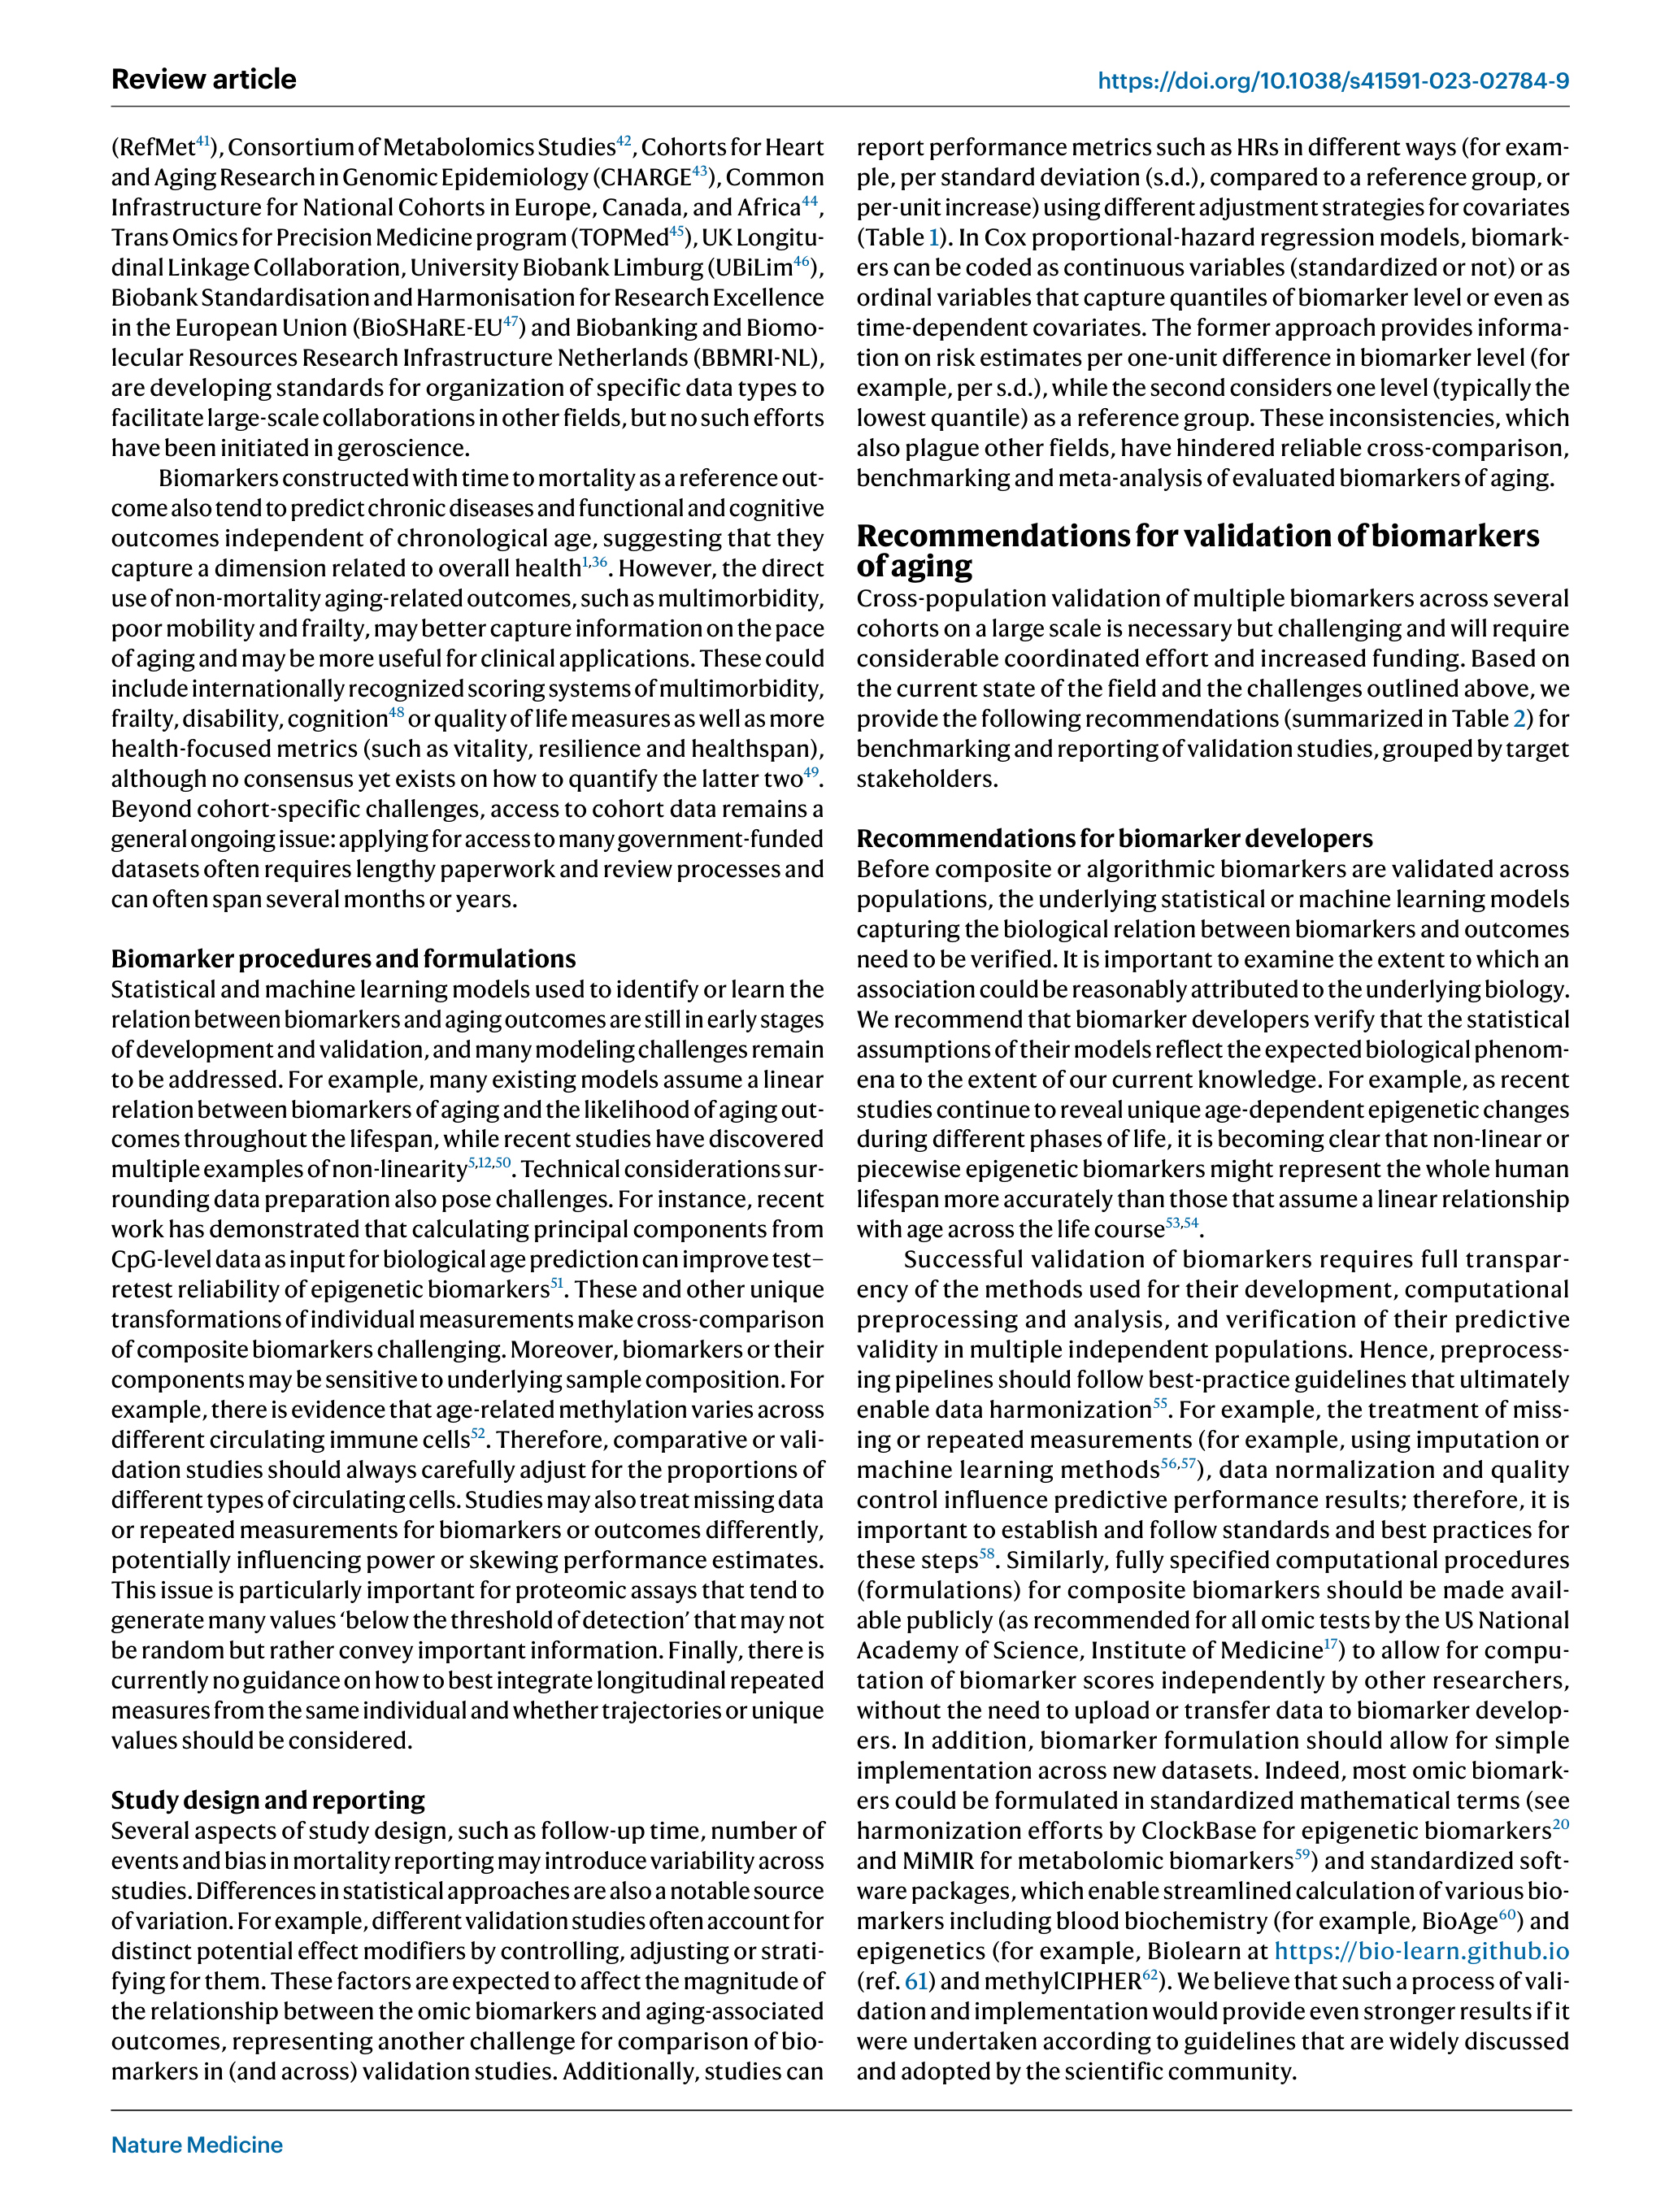 Review article
https://doi.org/10.1038/s41591-023-02784-9
(RefMet41), Consortium of Metabolomics Studies42, Cohorts for Heart
and Aging Research in Genomic Epidemiology (CHARGE43), Common
Infrastructure for National Cohorts in Europe, Canada, and Africa44,
Trans Omics for Precision Medicine program (TOPMed45), UK Longitu-
dinal Linkage Collaboration, University Biobank Limburg (UBiLim46),
Biobank Standardisation and Harmonisation for Research Excellence
in the European Union (BioSHaRE-EU47) and Biobanking and Biomo-
lecular Resources Research Infrastructure Netherlands (BBMRI-NL),
are developing standards for organization of specific data types to
facilitate large-scale collaborations in other fields, but no such efforts
have been initiated in geroscience.
Biomarkers constructed with time to mortality as a reference out-
come also tend to predict chronic diseases and functional and cognitive
outcomes independent of chronological age, suggesting that they
capture a dimension related to overall health1,36. However, the direct
use of non-mortality aging-related outcomes, such as multimorbidity,
poor mobility and frailty, may better capture information on the pace
of aging and may be more useful for clinical applications. These could
include internationally recognized scoring systems of multimorbidity,
frailty, disability, cognition48 or quality of life measures as well as more
health-focused metrics (such as vitality, resilience and healthspan),
although no consensus yet exists on how to quantify the latter two49.
Beyond cohort-specific challenges, access to cohort data remains a
general ongoing issue: applying for access to many government-funded
datasets often requires lengthy paperwork and review processes and
can often span several months or years.
Biomarker procedures and formulations
Statistical and machine learning models used to identify or learn the
relation between biomarkers and aging outcomes are still in early stages
of development and validation, and many modeling challenges remain
to be addressed. For example, many existing models assume a linear
relation between biomarkers of aging and the likelihood of aging out-
comes throughout the lifespan, while recent studies have discovered
multiple examples of non-linearity5,12,50. Technical considerations sur-
rounding data preparation also pose challenges. For instance, recent
work has demonstrated that calculating principal components from
CpG-level data as input for biological age prediction can improve test–
retest reliability of epigenetic biomarkers51. These and other unique
transformations of individual measurements make cross-comparison
of composite biomarkers challenging. Moreover, biomarkers or their
components may be sensitive to underlying sample composition. For
example, there is evidence that age-related methylation varies across
different circulating immune cells52. Therefore, comparative or vali-
dation studies should always carefully adjust for the proportions of
different types of circulating cells. Studies may also treat missing data
or repeated measurements for biomarkers or outcomes differently,
potentially influencing power or skewing performance estimates.
This issue is particularly important for proteomic assays that tend to
generate many values ‘below the threshold of detection’ that may not
be random but rather convey important information. Finally, there is
currently no guidance on how to best integrate longitudinal repeated
measures from the same individual and whether trajectories or unique
values should be considered.
Study design and reporting
Several aspects of study design, such as follow-up time, number of
events and bias in mortality reporting may introduce variability across
studies. Differences in statistical approaches are also a notable source
of variation. For example, different validation studies often account for
distinct potential effect modifiers by controlling, adjusting or strati-
fying for them. These factors are expected to affect the magnitude of
the relationship between the omic biomarkers and aging-associated
outcomes, representing another challenge for comparison of bio-
markers in (and across) validation studies. Additionally, studies can
report performance metrics such as HRs in different ways (for exam-
ple, per standard deviation (s.d.), compared to a reference group, or
per-unit increase) using different adjustment strategies for covariates
(Table 1). In Cox proportional-hazard regression models, biomark-
ers can be coded as continuous variables (standardized or not) or as
ordinal variables that capture quantiles of biomarker level or even as
time-dependent covariates. The former approach provides informa-
tion on risk estimates per one-unit difference in biomarker level (for
example, per s.d.), while the second considers one level (typically the
lowest quantile) as a reference group. These inconsistencies, which
also plague other fields, have hindered reliable cross-comparison,
benchmarking and meta-analysis of evaluated biomarkers of aging.
Recommendations for validation of biomarkers
of aging
Cross-population validation of multiple biomarkers across several
cohorts on a large scale is necessary but challenging and will require
considerable coordinated effort and increased funding. Based on
the current state of the field and the challenges outlined above, we
provide the following recommendations (summarized in Table 2) for
benchmarking and reporting of validation studies, grouped by target
stakeholders.
Recommendations for biomarker developers
Before composite or algorithmic biomarkers are validated across
populations, the underlying statistical or machine learning models
capturing the biological relation between biomarkers and outcomes
need to be verified. It is important to examine the extent to which an
association could be reasonably attributed to the underlying biology.
We recommend that biomarker developers verify that the statistical
assumptions of their models reflect the expected biological phenom-
ena to the extent of our current knowledge. For example, as recent
studies continue to reveal unique age-dependent epigenetic changes
during different phases of life, it is becoming clear that non-linear or
piecewise epigenetic biomarkers might represent the whole human
lifespan more accurately than those that assume a linear relationship
with age across the life course53,54.
Successful validation of biomarkers requires full transpar-
ency of the methods used for their development, computational
preprocessing and analysis, and verification of their predictive
validity in multiple independent populations. Hence, preprocess-
ing pipelines should follow best-practice guidelines that ultimately
enable data harmonization55. For example, the treatment of miss-
ing or repeated measurements (for example, using imputation or
machine learning methods56,57), data normalization and quality
control influence predictive performance results; therefore, it is
important to establish and follow standards and best practices for
these steps58. Similarly, fully specified computational procedures
(formulations) for composite biomarkers should be made avail-
able publicly (as recommended for all omic tests by the US National
Academy of Science, Institute of Medicine17) to allow for compu-
tation of biomarker scores independently by other researchers,
without the need to upload or transfer data to biomarker develop-
ers. In addition, biomarker formulation should allow for simple
implementation across new datasets. Indeed, most omic biomark-
ers could be formulated in standardized mathematical terms (see
harmonization efforts by ClockBase for epigenetic biomarkers20
and MiMIR for metabolomic biomarkers59) and standardized soft-
ware packages, which enable streamlined calculation of various bio-
markers including blood biochemistry (for example, BioAge60) and
epigenetics (for example, Biolearn at https://bio-learn.github.io
(ref. 61) and methylCIPHER62). We believe that such a process of vali-
dation and implementation would provide even stronger results if it
were undertaken according to guidelines that are widely discussed
and adopted by the scientific community.
Nature Medicine